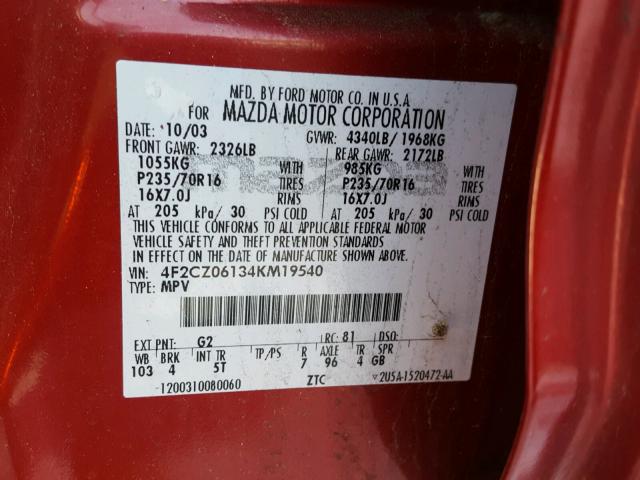 MFD. BY FORD MOTOR CO. IN U.S.A.
FOR MAZDA MOTOR CORPORATION
DATE: 10/03 GVWR: 4340LB/ 1968KG
FRONT GAWR: 2326LB REAR GAWR: 2172LB
1055KG WITH 985KG WITH
P235/70R16 TIRES P235/70R16 TIRES
16X7.0J RIMS 16X7.0J RIMS
AT 205 kPa/ 30 PSI COLD AT 205 kPa/ 30 PSI COLD
THIS VEHICLE CONFORMS TO ALL APPLICABLE FEDERAL MOTOR
VEHICLE SAFETY AND THEFT PREVENTION STANDARDS
IN EFFECT ON THE DATE OF MANUFACTURE SHOWN ABOVE.
VIN: 4F2CZ06134KM19540
TYPE: MPV
EXT PNT: G2 RC: 81 DSO:
WB BRK INT TR TP/PS R AXLE TR SPR
103 4 5T 7 96 4 GB
1200310080060 ZTC 2U5A-1520472-AA